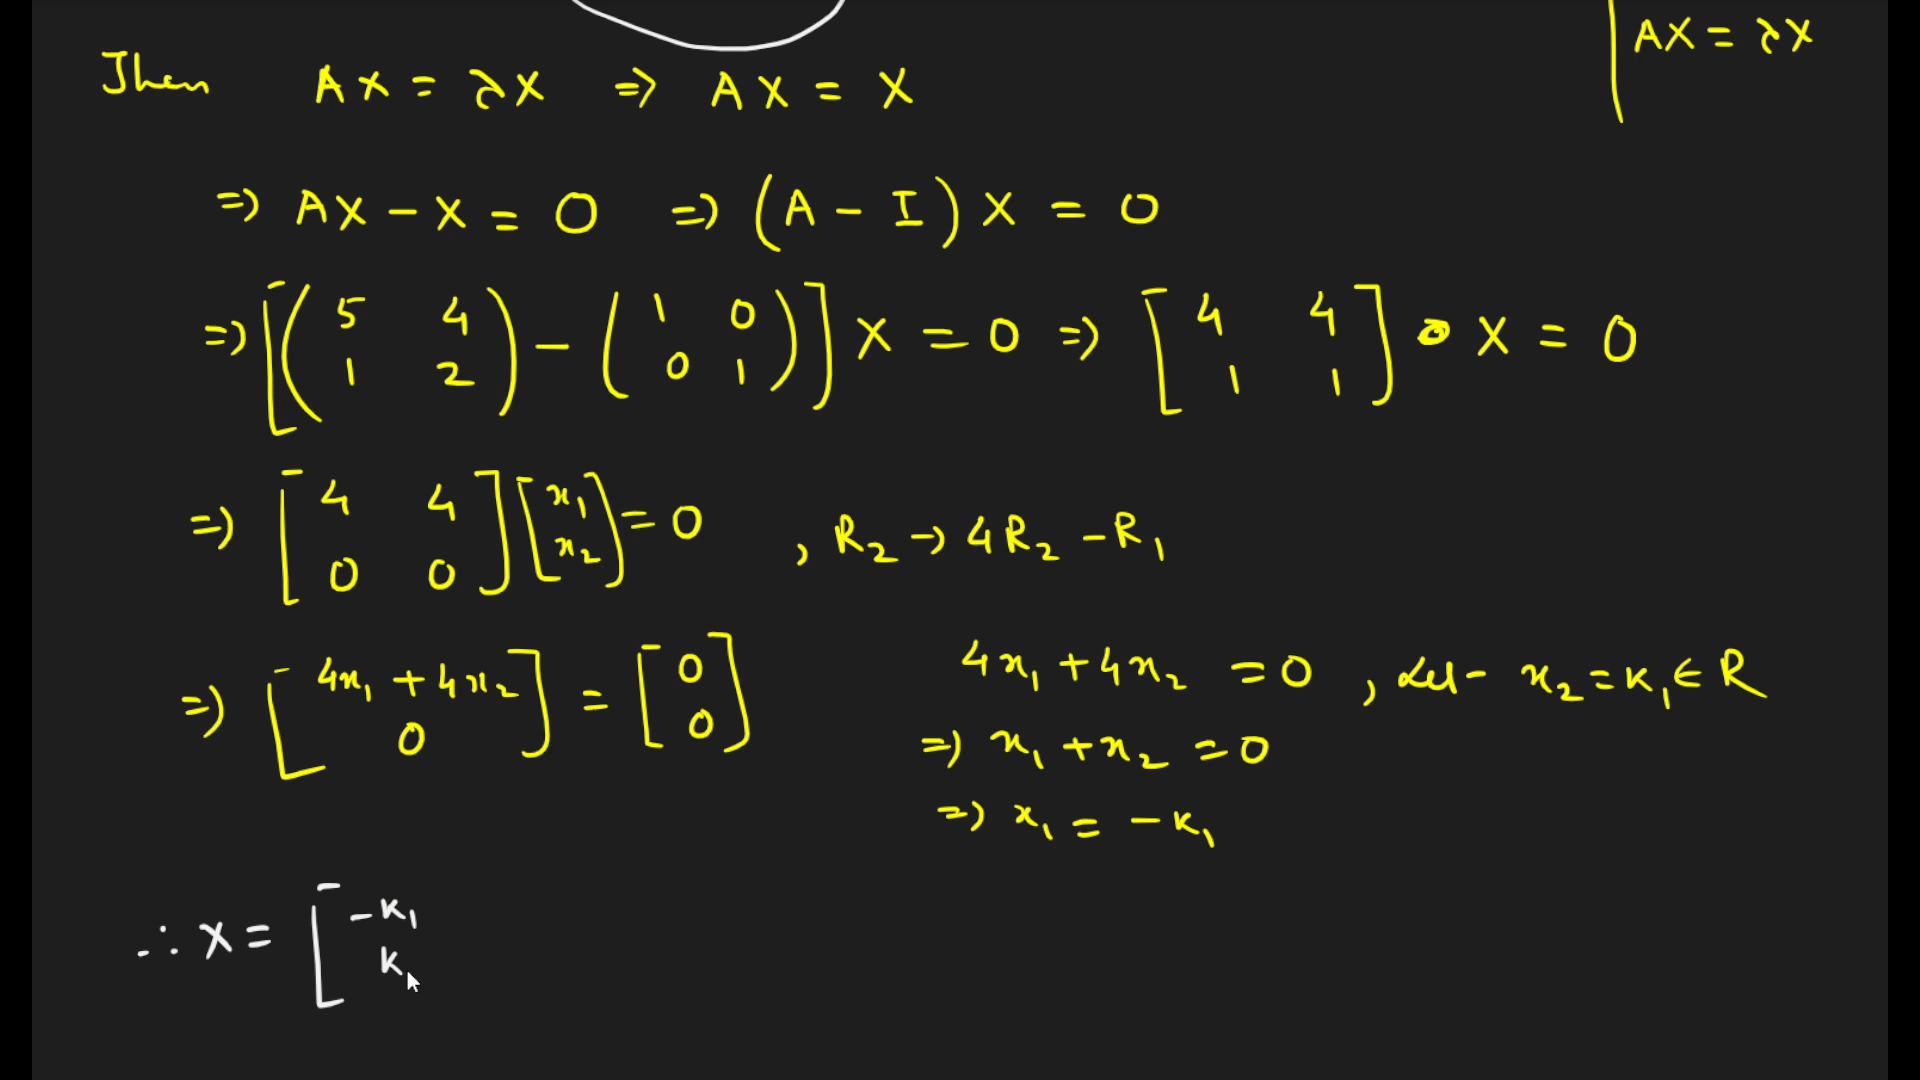 AX = λX
Then AX = λX ⇒ AX = X
⇒ AX − X = 0 ⇒ (A − I) X = 0
⇒ [(5 4 1 2) − (1 0 0 1)] X = 0 ⇒ [4 4 1 1] X = 0
⇒ [4 4 0 0] [x₁ x₂] = 0 , R₂ → 4R₂ − R₁
⇒ [4x₁ + 4x₂ 0] = [0 0]
4x₁ + 4x₂ = 0 , Let x₂ = K₁ ∈ R
⇒ x₁ + x₂ = 0
⇒ x₁ = −K₁
∴ X = [−K₁ K